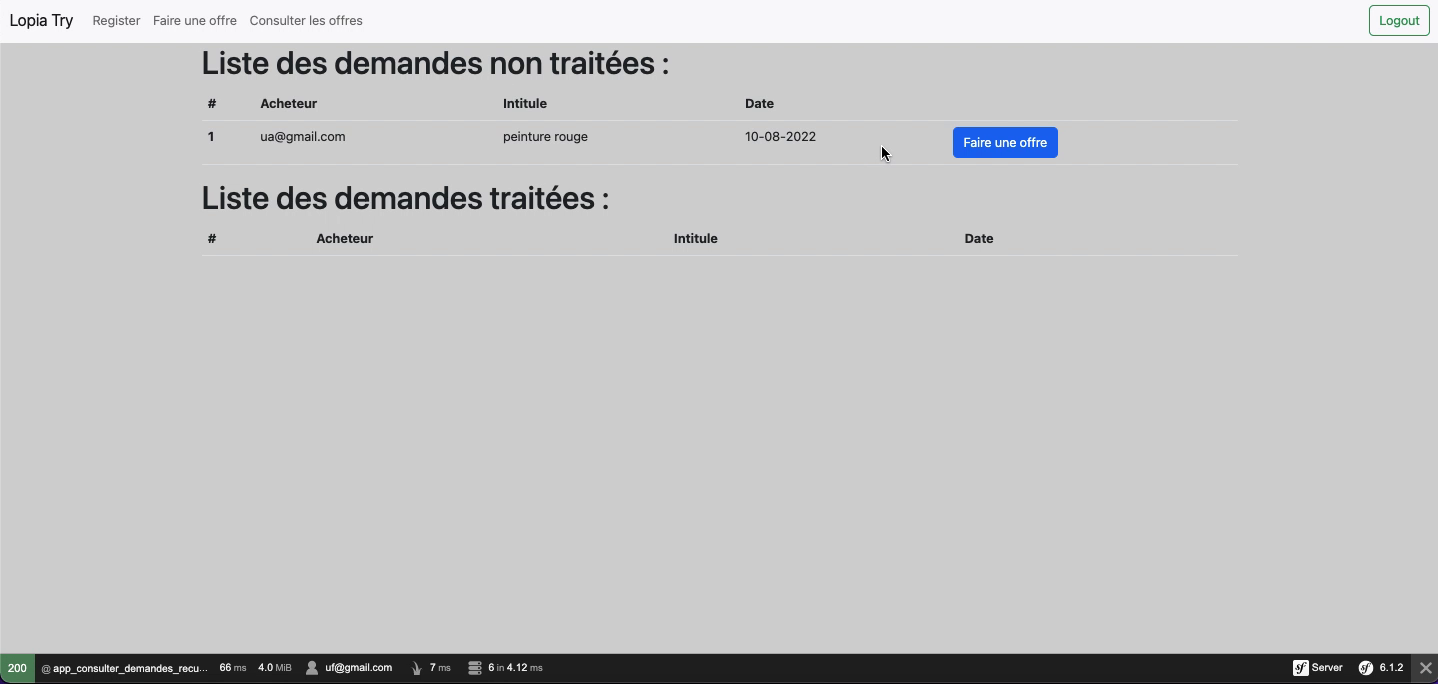 Lopia Try Register Faire une offre Consulter les offres Logout
Liste des demandes non traitées :
# Acheteur Intitule Date
1 ua@gmail.com peinture rouge 10-08-2022 Faire une offre
Liste des demandes traitées :
# Acheteur Intitule Date
200 @ app_consulter_demandes_recu... 66 ms 4.0 MiB uf@gmail.com 7 ms 6 in 4.12 ms Server 6.1.2